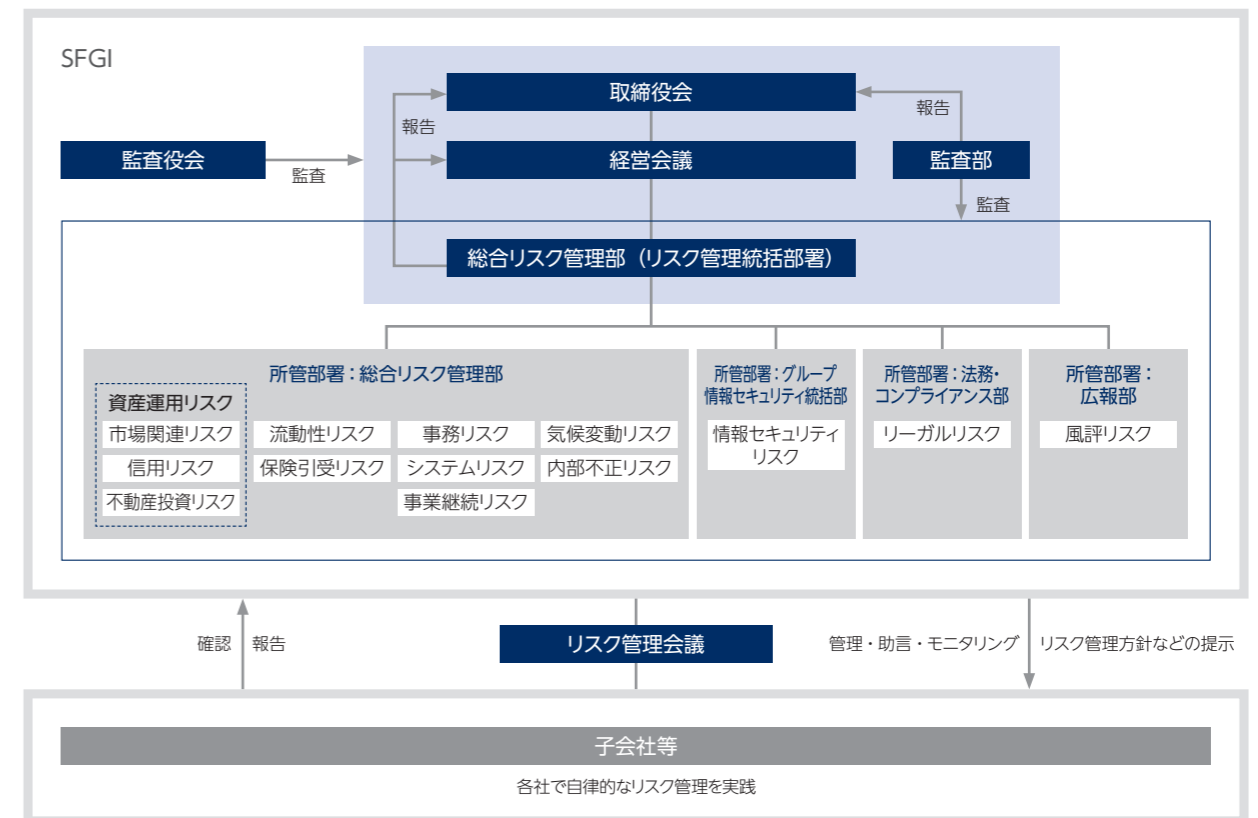 SFGI
取締役会
報告
報告
監査役会
監査
経営会議
監査部
監査
総合リスク管理部（リスク管理統括部署）
所管部署：総合リスク管理部
資産運用リスク
市場関連リスク
信用リスク
不動産投資リスク
流動性リスク
保険引受リスク
事務リスク
システムリスク
事業継続リスク
気候変動リスク
内部不正リスク
所管部署：グループ
情報セキュリティ統括部
情報セキュリティ
リスク
所管部署：法務・
コンプライアンス部
リーガルリスク
所管部署：
広報部
風評リスク
確認
報告
リスク管理会議
管理・助言・モニタリング
リスク管理方針などの提示
子会社等
各社で自律的なリスク管理を実践